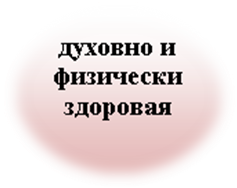 духовно и
физически
здоровая